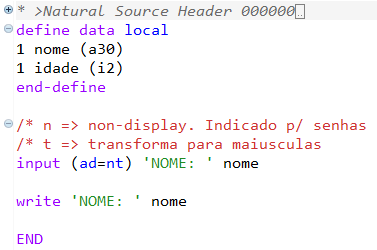 * >Natural Source Header 000000..
define data local
1 nome (a30)
1 idade (i2)
end-define
/* n => non-display. Indicado p/ senhas
/* t => transforma para maiusculas
input (ad=nt) 'NOME: ' nome
write 'NOME: ' nome
END